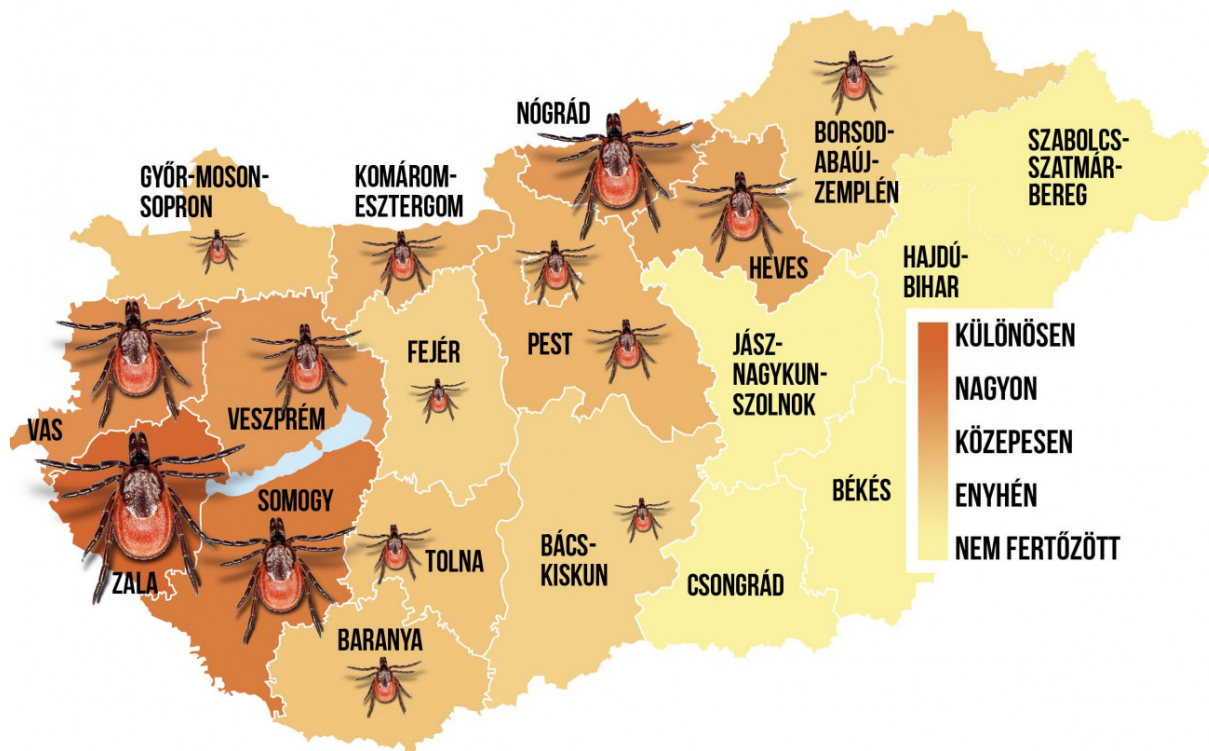 NÓGRÁD
BORSOD-
ABAÚJ-
ZEMPLÉN
SZABOLCS-
SZATMÁR-
BEREG
GYŐR-MOSON-
SOPRON
KOMÁROM-
ESZTERGOM
HEVES
HAJDÚ-
BIHAR
FEJÉR
PEST
JÁSZ-
NAGYKUN-
SZOLNOK
VAS
VESZPRÉM
SOMOGY
ZALA
TOLNA
BÁCS-
KISKUN
BÉKÉS
CSONGRÁD
BARANYA
KÜLÖNÖSEN
NAGYON
KÖZEPESEN
ENYHÉN
NEM FERTŐZÖTT